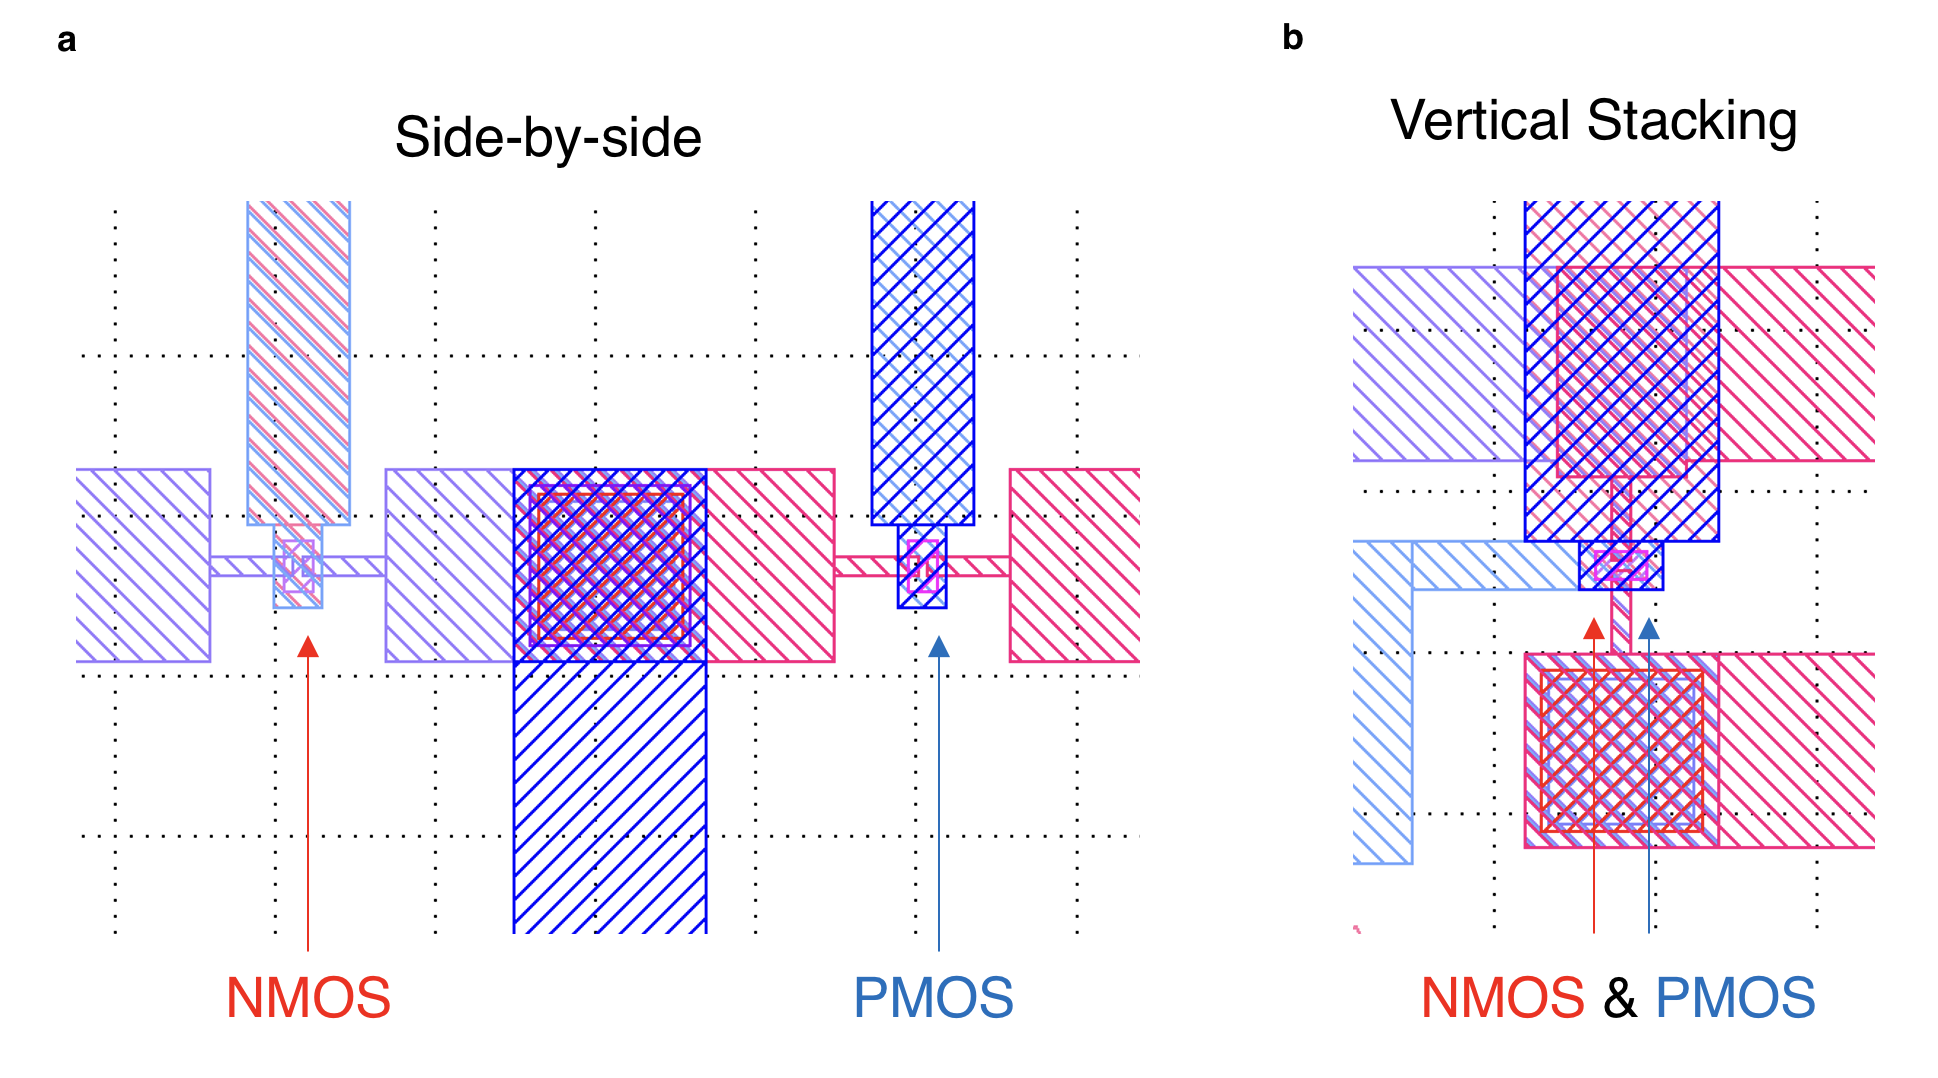 a
b
Side-by-side
Vertical Stacking
NMOS
PMOS
NMOS & PMOS